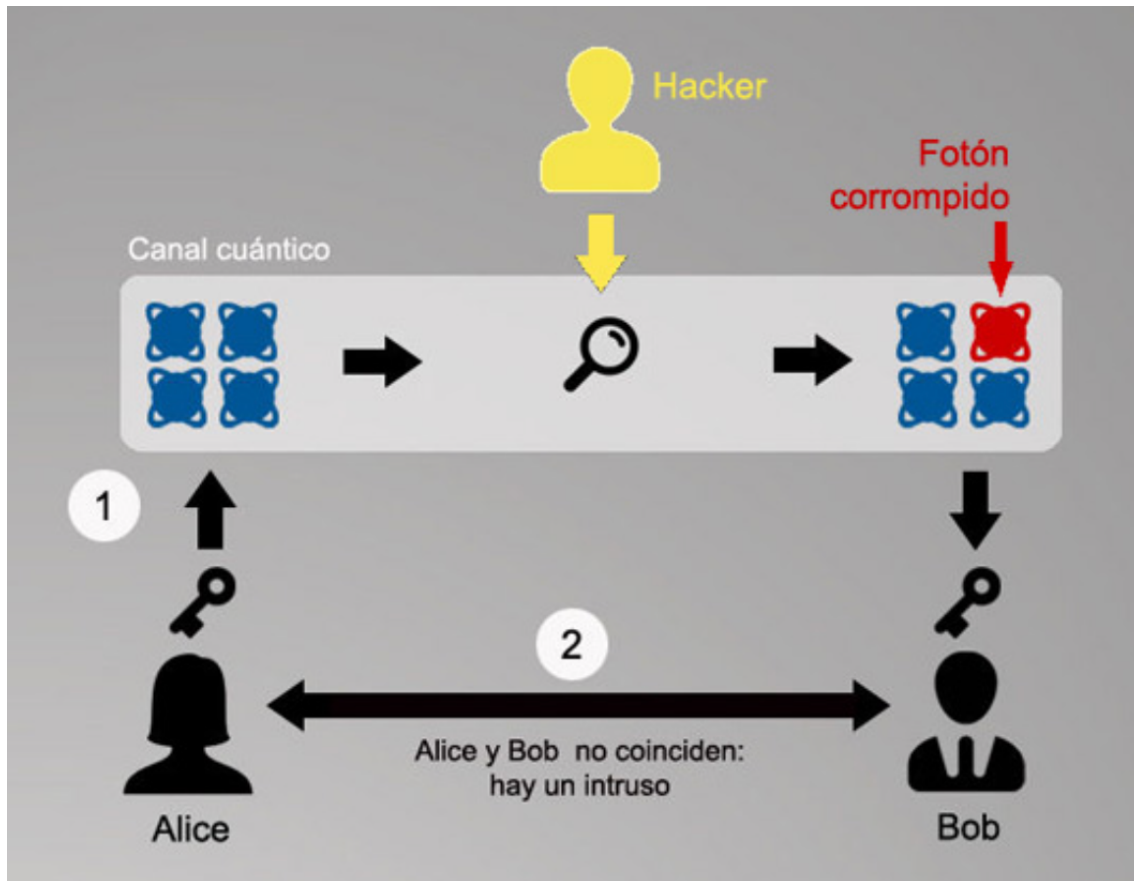 Hacker
Fotón
corrompido
Canal cuántico
1
2
Alice y Bob no coinciden:
hay un intruso
Alice
Bob